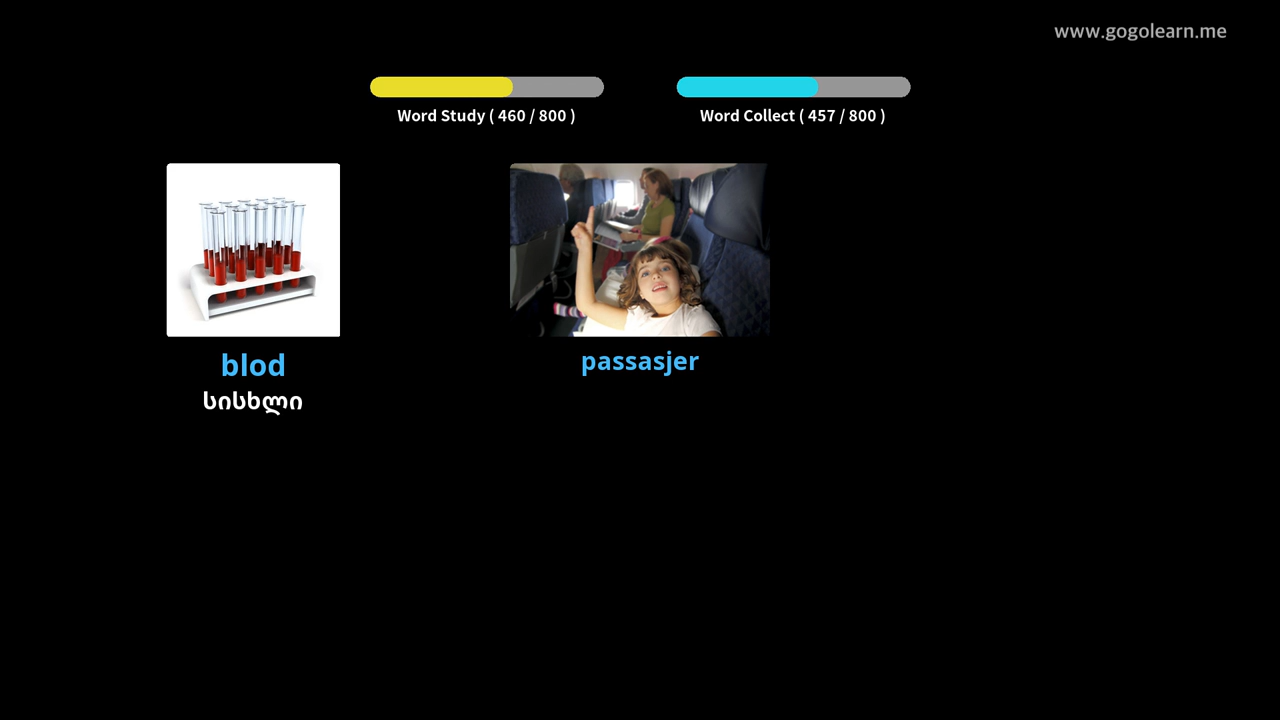 www.gogolearn.me
Word Study ( 460 / 800 )
Word Collect ( 457 / 800 )
blod
სისხლი
passasjer